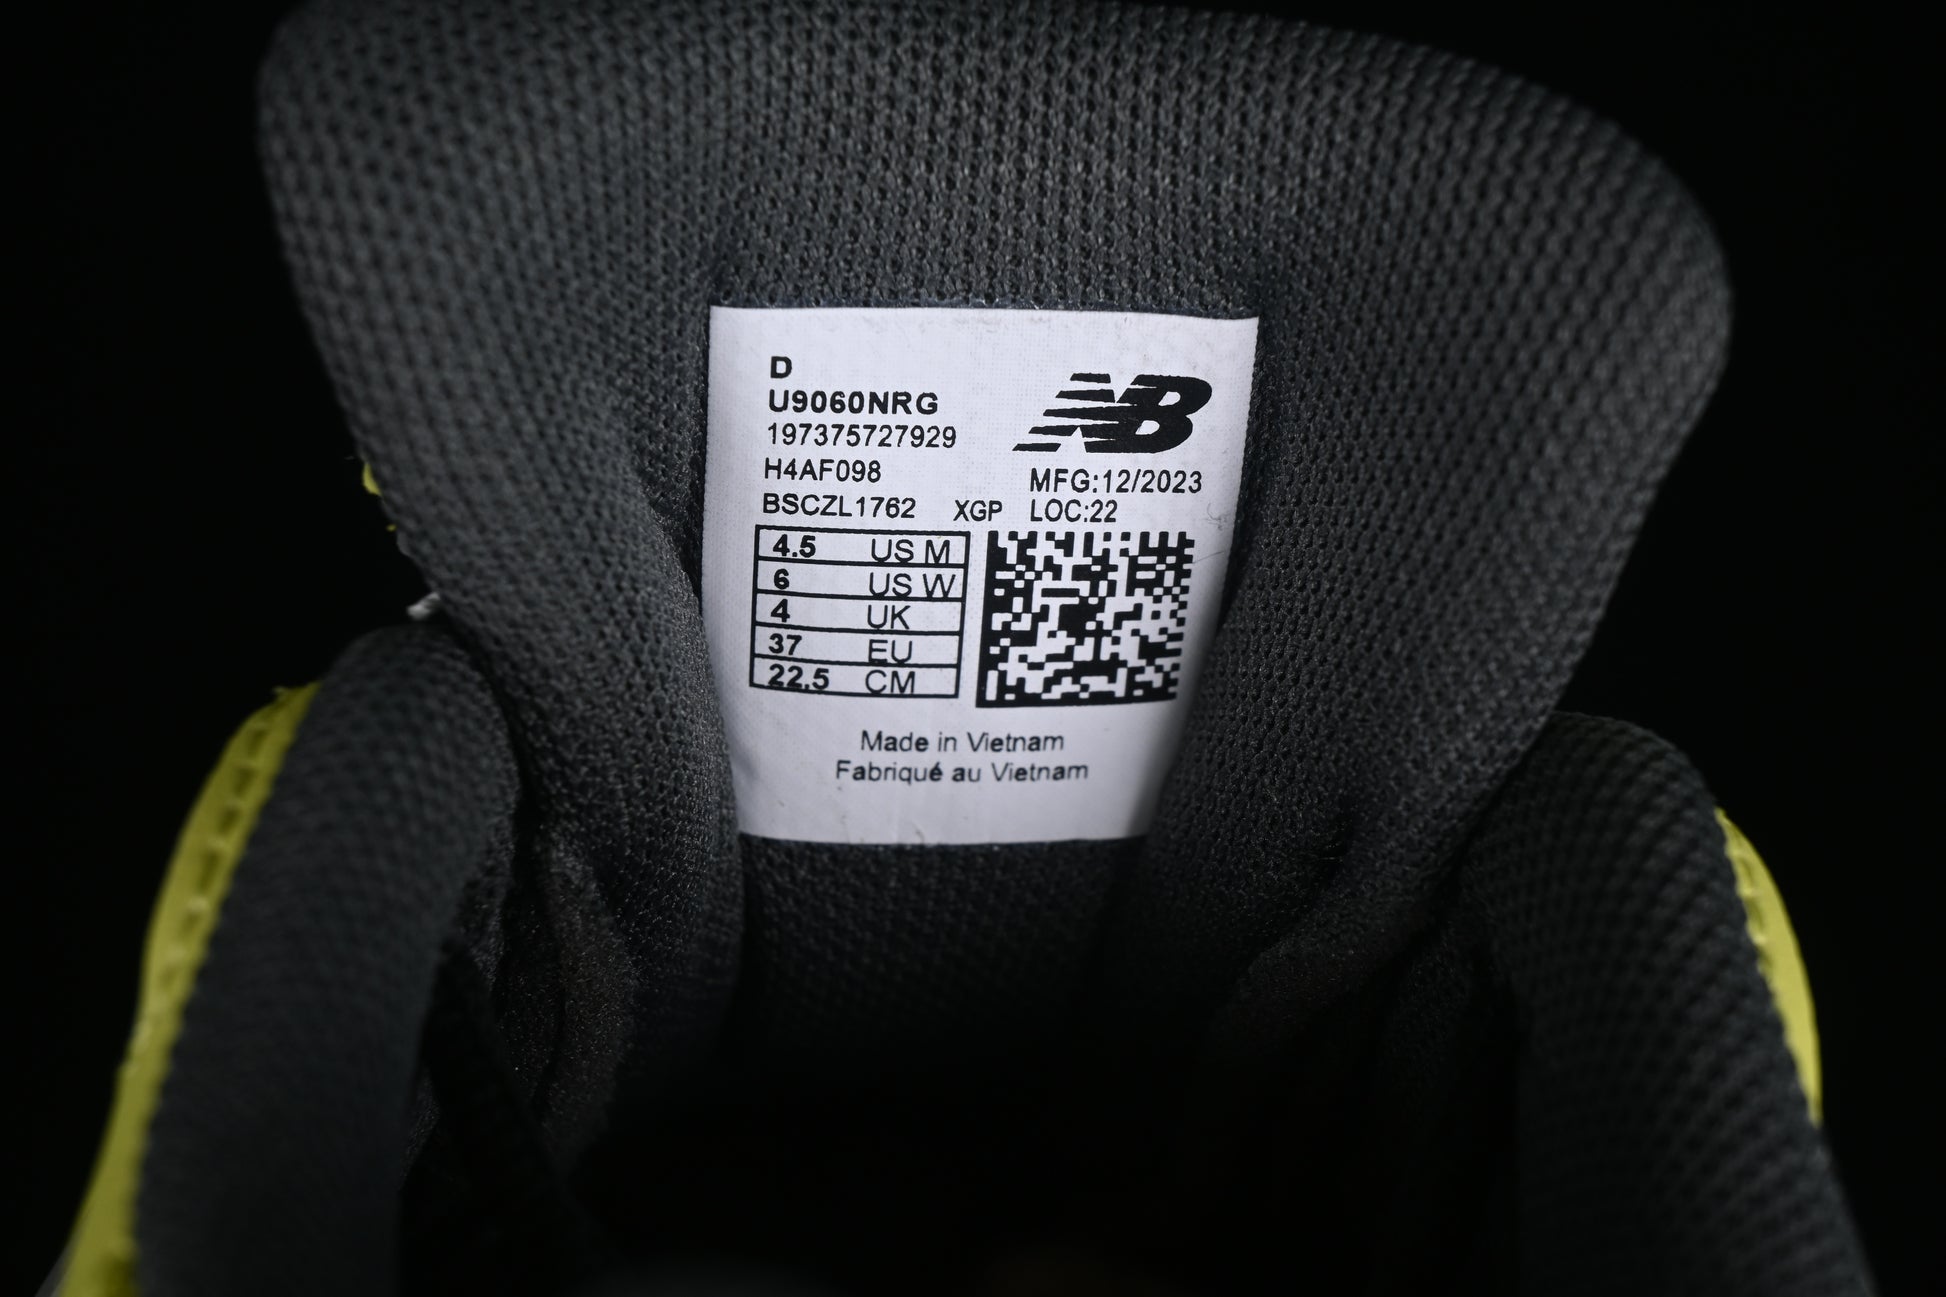 D
U9060NRG
197375727929
H4AF098
BSCZL1762 XGP
NB
MFG:12/2023
LOC:22
4.5 US M
6 US W
4 UK
37 EU
22.5 CM
Made in Vietnam
Fabriqué au Vietnam